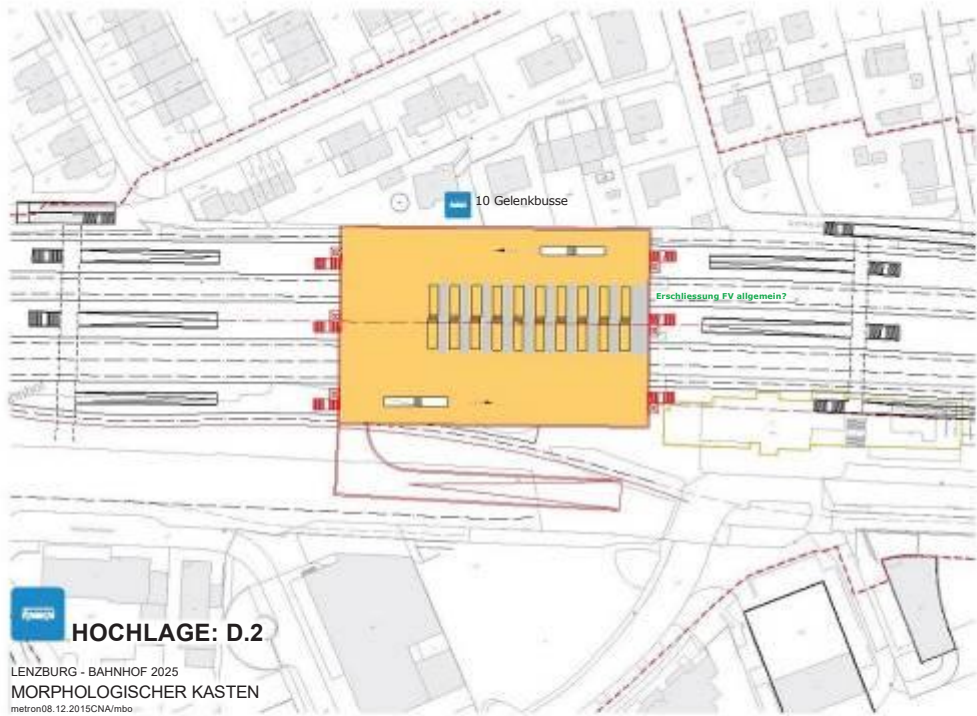 10 Gelenkbusse
Erschliessung FV allgemein?
HOCHLAGE: D.2
LENZBURG - BAHNHOF 2025
MORPHOLOGISCHER KASTEN
metron08.12.2015CNA/mbo